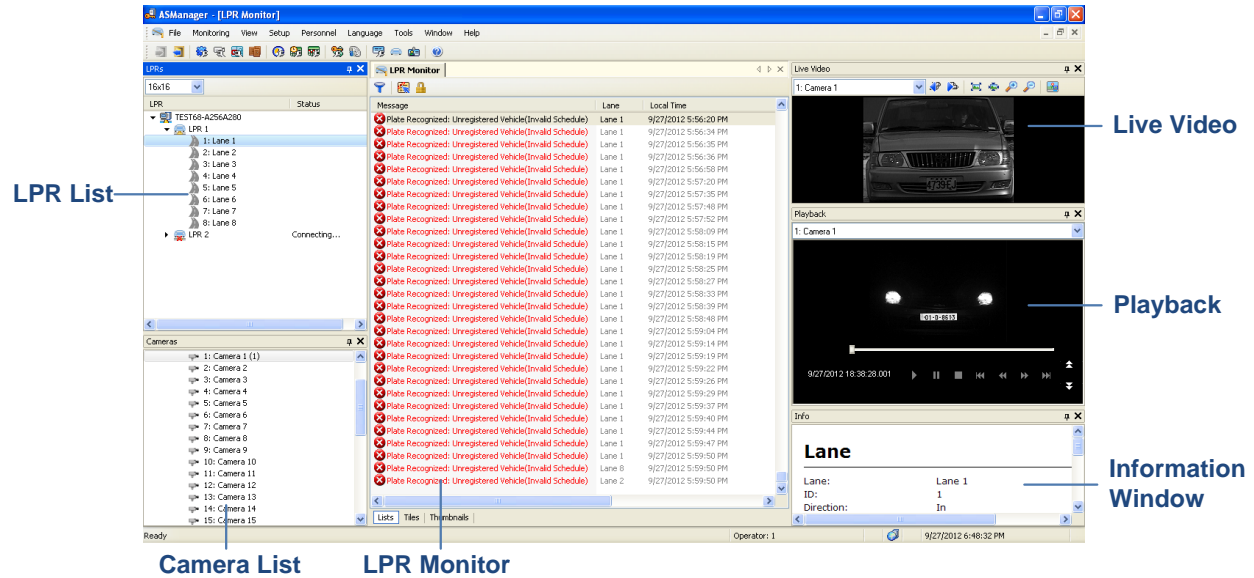 ASManager - [LPR Monitor]
File Monitoring View Setup Personnel Language Tools Window Help
LPRs
16x16
LPR Status
TEST68-A256A280
LPR 1
1: Lane 1
2: Lane 2
3: Lane 3
4: Lane 4
5: Lane 5
6: Lane 6
7: Lane 7
8: Lane 8
LPR 2 Connecting...
Cameras
1: Camera 1 (1)
2: Camera 2
3: Camera 3
4: Camera 4
5: Camera 5
6: Camera 6
7: Camera 7
8: Camera 8
9: Camera 9
10: Camera 10
11: Camera 11
12: Camera 12
13: Camera 13
14: Camera 14
15: Camera 15
LPR Monitor
Message Lane Local Time
Plate Recognized: Unregistered Vehicle(Invalid Schedule) Lane 1 9/27/2012 5:56:20 PM
Plate Recognized: Unregistered Vehicle(Invalid Schedule) Lane 1 9/27/2012 5:56:34 PM
Plate Recognized: Unregistered Vehicle(Invalid Schedule) Lane 1 9/27/2012 5:56:35 PM
Plate Recognized: Unregistered Vehicle(Invalid Schedule) Lane 1 9/27/2012 5:56:36 PM
Plate Recognized: Unregistered Vehicle(Invalid Schedule) Lane 1 9/27/2012 5:56:58 PM
Plate Recognized: Unregistered Vehicle(Invalid Schedule) Lane 1 9/27/2012 5:57:20 PM
Plate Recognized: Unregistered Vehicle(Invalid Schedule) Lane 1 9/27/2012 5:57:35 PM
Plate Recognized: Unregistered Vehicle(Invalid Schedule) Lane 1 9/27/2012 5:57:48 PM
Plate Recognized: Unregistered Vehicle(Invalid Schedule) Lane 1 9/27/2012 5:57:52 PM
Plate Recognized: Unregistered Vehicle(Invalid Schedule) Lane 1 9/27/2012 5:58:09 PM
Plate Recognized: Unregistered Vehicle(Invalid Schedule) Lane 1 9/27/2012 5:58:15 PM
Plate Recognized: Unregistered Vehicle(Invalid Schedule) Lane 1 9/27/2012 5:58:19 PM
Plate Recognized: Unregistered Vehicle(Invalid Schedule) Lane 1 9/27/2012 5:58:25 PM
Plate Recognized: Unregistered Vehicle(Invalid Schedule) Lane 1 9/27/2012 5:58:27 PM
Plate Recognized: Unregistered Vehicle(Invalid Schedule) Lane 1 9/27/2012 5:58:33 PM
Plate Recognized: Unregistered Vehicle(Invalid Schedule) Lane 1 9/27/2012 5:58:39 PM
Plate Recognized: Unregistered Vehicle(Invalid Schedule) Lane 1 9/27/2012 5:58:48 PM
Plate Recognized: Unregistered Vehicle(Invalid Schedule) Lane 1 9/27/2012 5:59:04 PM
Plate Recognized: Unregistered Vehicle(Invalid Schedule) Lane 1 9/27/2012 5:59:14 PM
Plate Recognized: Unregistered Vehicle(Invalid Schedule) Lane 1 9/27/2012 5:59:19 PM
Plate Recognized: Unregistered Vehicle(Invalid Schedule) Lane 1 9/27/2012 5:59:22 PM
Plate Recognized: Unregistered Vehicle(Invalid Schedule) Lane 1 9/27/2012 5:59:26 PM
Plate Recognized: Unregistered Vehicle(Invalid Schedule) Lane 1 9/27/2012 5:59:29 PM
Plate Recognized: Unregistered Vehicle(Invalid Schedule) Lane 1 9/27/2012 5:59:37 PM
Plate Recognized: Unregistered Vehicle(Invalid Schedule) Lane 1 9/27/2012 5:59:40 PM
Plate Recognized: Unregistered Vehicle(Invalid Schedule) Lane 1 9/27/2012 5:59:44 PM
Plate Recognized: Unregistered Vehicle(Invalid Schedule) Lane 1 9/27/2012 5:59:47 PM
Plate Recognized: Unregistered Vehicle(Invalid Schedule) Lane 1 9/27/2012 5:59:50 PM
Plate Recognized: Unregistered Vehicle(Invalid Schedule) Lane 8 9/27/2012 5:59:50 PM
Plate Recognized: Unregistered Vehicle(Invalid Schedule) Lane 2 9/27/2012 5:59:50 PM
Lists Tiles Thumbnails
Live Video
1: Camera 1
Playback
1: Camera 1
9/27/2012 18:38:28.001
Info
Lane
Lane: Lane 1
ID: 1
Direction: In
Ready Operator: 1 9/27/2012 6:48:32 PM
LPR List
Live Video
Playback
Information
Window
Camera List
LPR Monitor